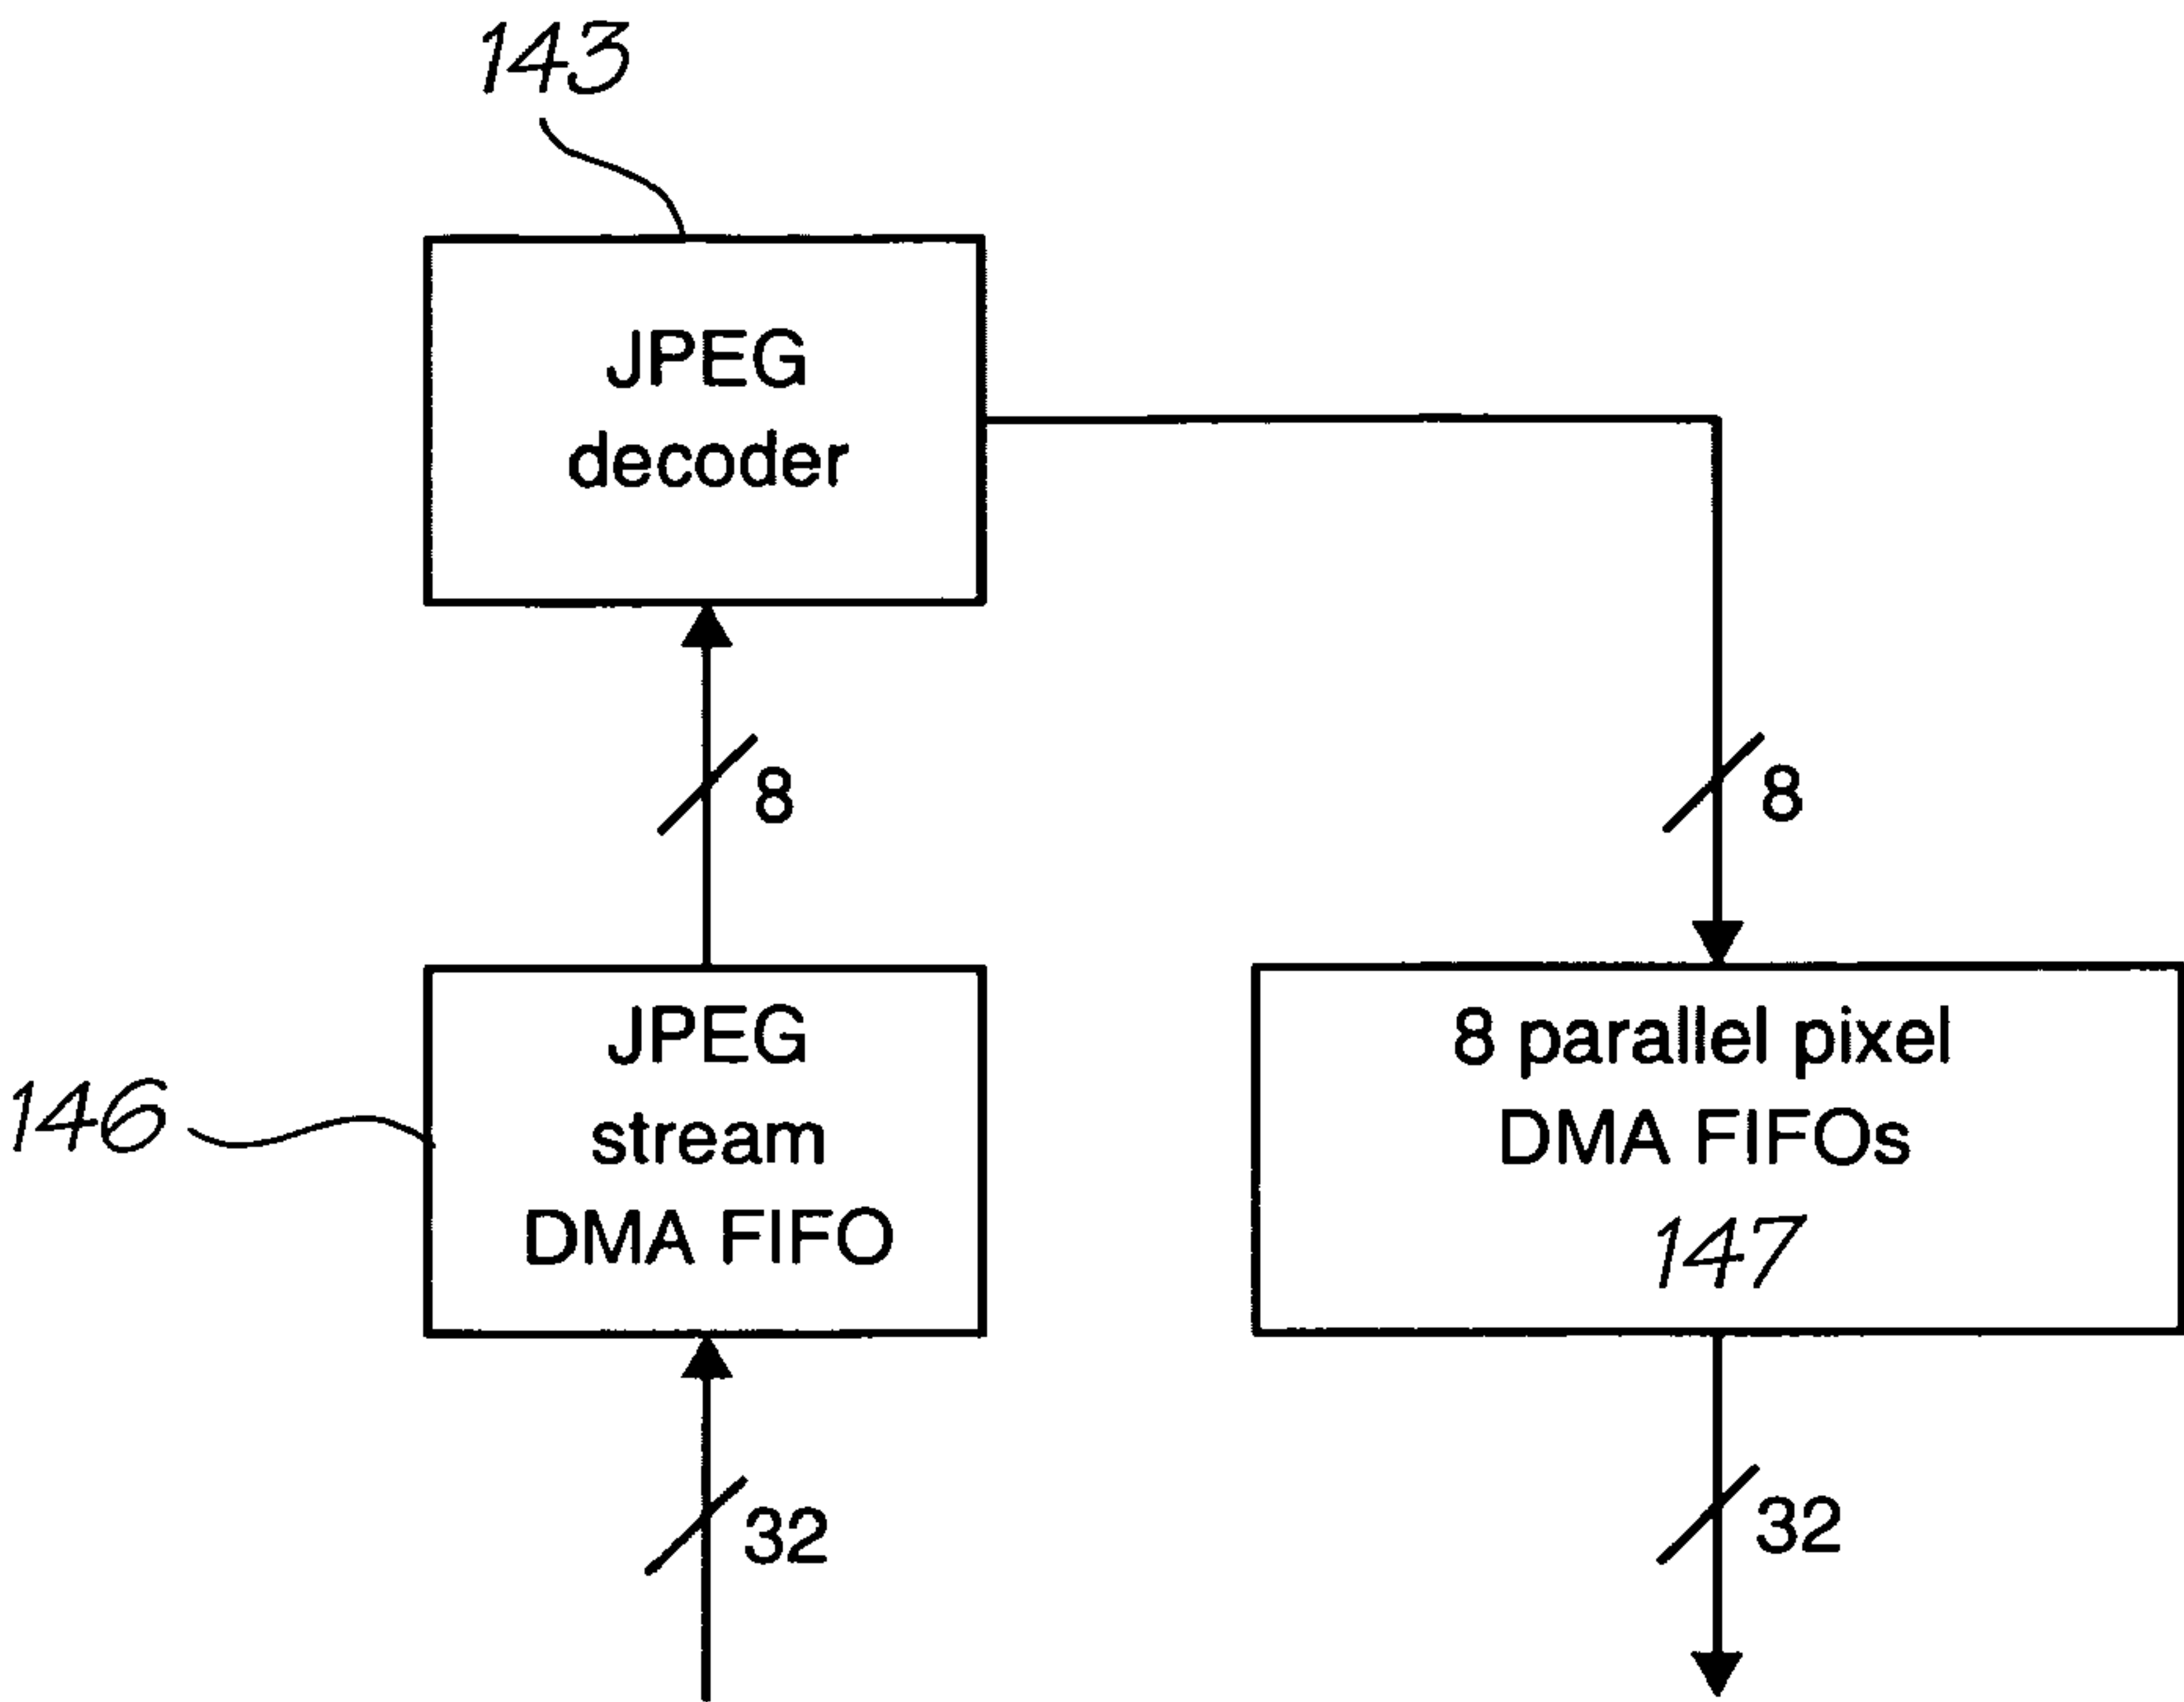 143
JPEG
decoder
8
8
JPEG
stream
DMA FIFO
146
8 parallel pixel
DMA FIFOs
147
32
32